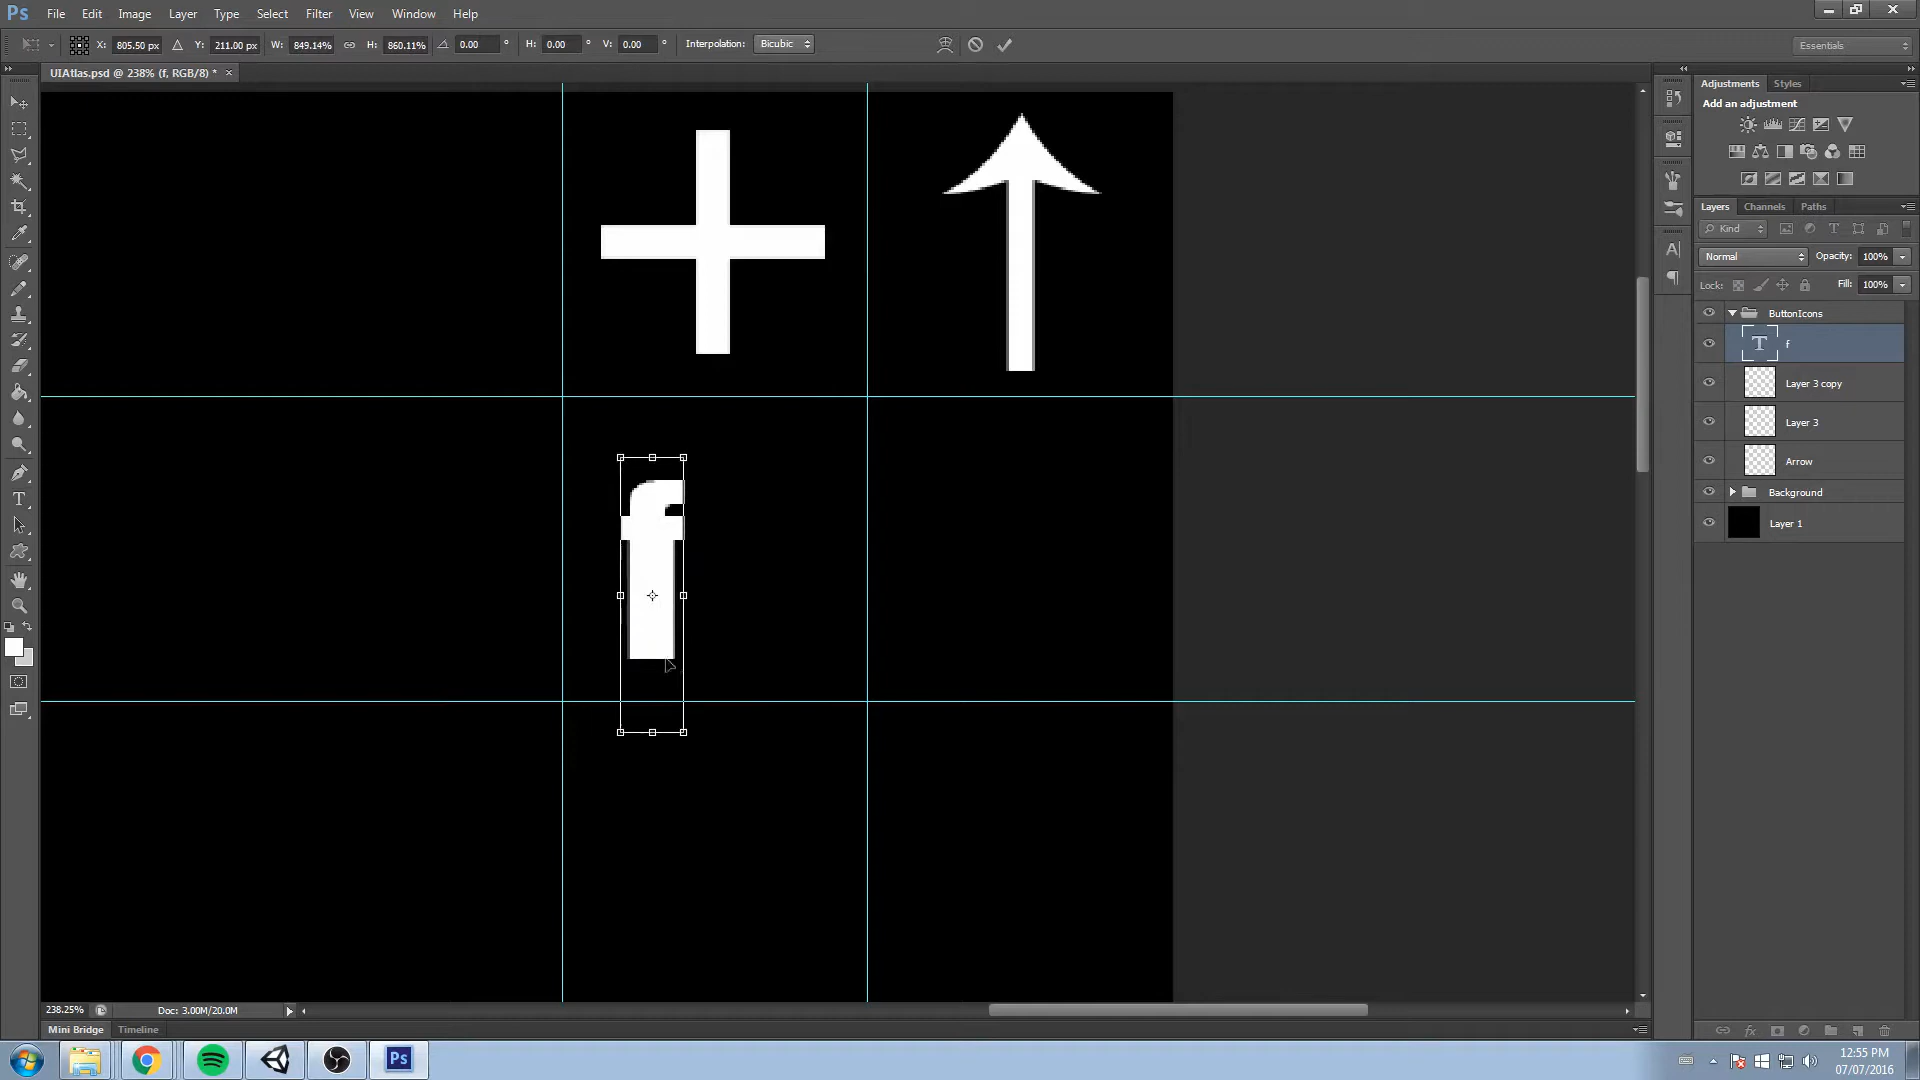 Ps File Edit Image Layer Type Select Filter View Window Help
X: 805.50 px Y: 211.00 px W: 849.14% H: 860.11% 0.00 ° H: 0.00 ° V: 0.00 ° Interpolation: Bicubic Essentials
UIAtlas.psd @ 238% (f, RGB/8) * ×
Adjustments Styles
Add an adjustment
Layers Channels Paths
Kind
Normal Opacity: 100%
Lock: Fill: 100%
ButtonIcons
T f
Layer 3 copy
Layer 3
Arrow
Background
Layer 1
f
238.25% Doc: 3.00M/20.0M
Mini Bridge Timeline
Ps 12:55 PM
07/07/2016